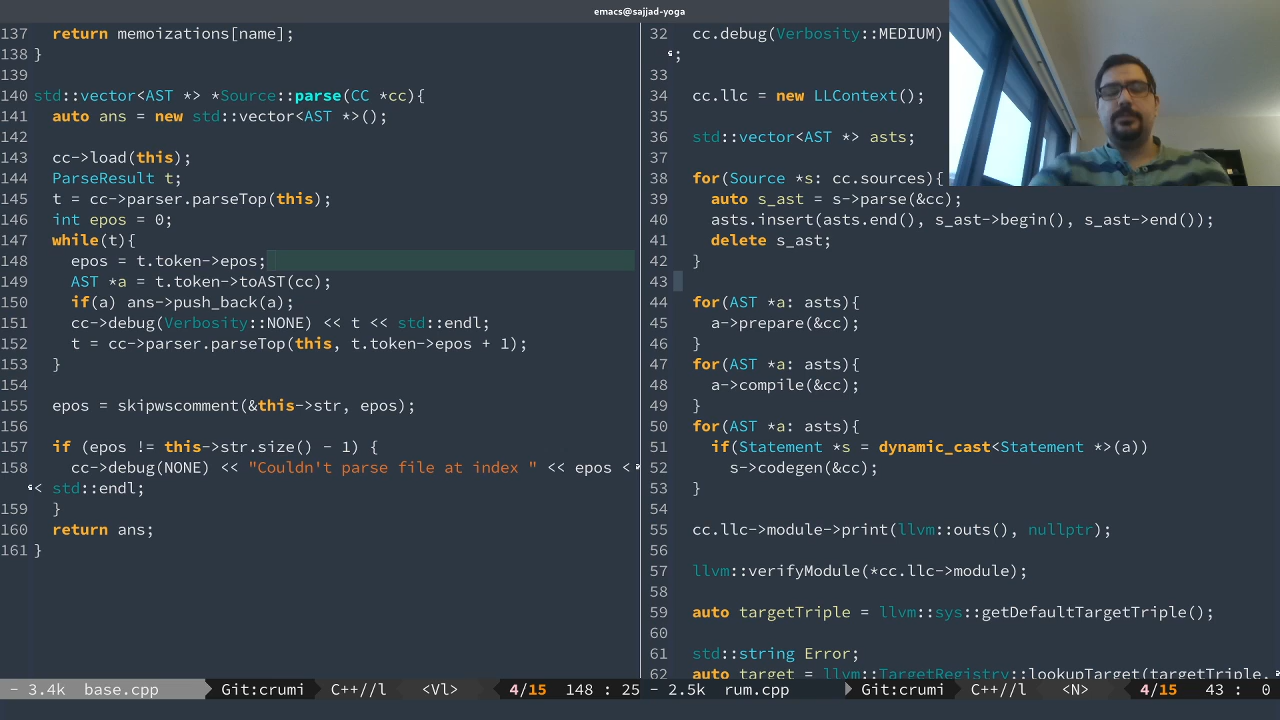 emacs@sajjad-yoga
137 return memoizations[name];
138 }
139
140 std::vector<AST *> *Source::parse(CC *cc){
141 auto ans = new std::vector<AST *>();
142
143 cc->load(this);
144 ParseResult t;
145 t = cc->parser.parseTop(this);
146 int epos = 0;
147 while(t){
148 epos = t.token->epos;
149 AST *a = t.token->toAST(cc);
150 if(a) ans->push_back(a);
151 cc->debug(Verbosity::NONE) << t << std::endl;
152 t = cc->parser.parseTop(this, t.token->epos + 1);
153 }
154
155 epos = skipwscomment(&this->str, epos);
156
157 if (epos != this->str.size() - 1) {
158 cc->debug(NONE) << "Couldn't parse file at index " << epos <
< std::endl;
159 }
160 return ans;
161 }
- 3.4k base.cpp Git:crumi C++//l <Vl> 4/15 148 : 25
32 cc.debug(Verbosity::MEDIUM)
;
33
34 cc.llc = new LLContext();
35
36 std::vector<AST *> asts;
37
38 for(Source *s: cc.sources){
39 auto s_ast = s->parse(&cc);
40 asts.insert(asts.end(), s_ast->begin(), s_ast->end());
41 delete s_ast;
42 }
43
44 for(AST *a: asts){
45 a->prepare(&cc);
46 }
47 for(AST *a: asts){
48 a->compile(&cc);
49 }
50 for(AST *a: asts){
51 if(Statement *s = dynamic_cast<Statement *>(a))
52 s->codegen(&cc);
53 }
54
55 cc.llc->module->print(llvm::outs(), nullptr);
56
57 llvm::verifyModule(*cc.llc->module);
58
59 auto targetTriple = llvm::sys::getDefaultTargetTriple();
60
61 std::string Error;
62 auto target = llvm::TargetRegistry::lookupTarget(targetTriple,
- 2.5k rum.cpp Git:crumi C++//l <N> 4/15 43 : 0